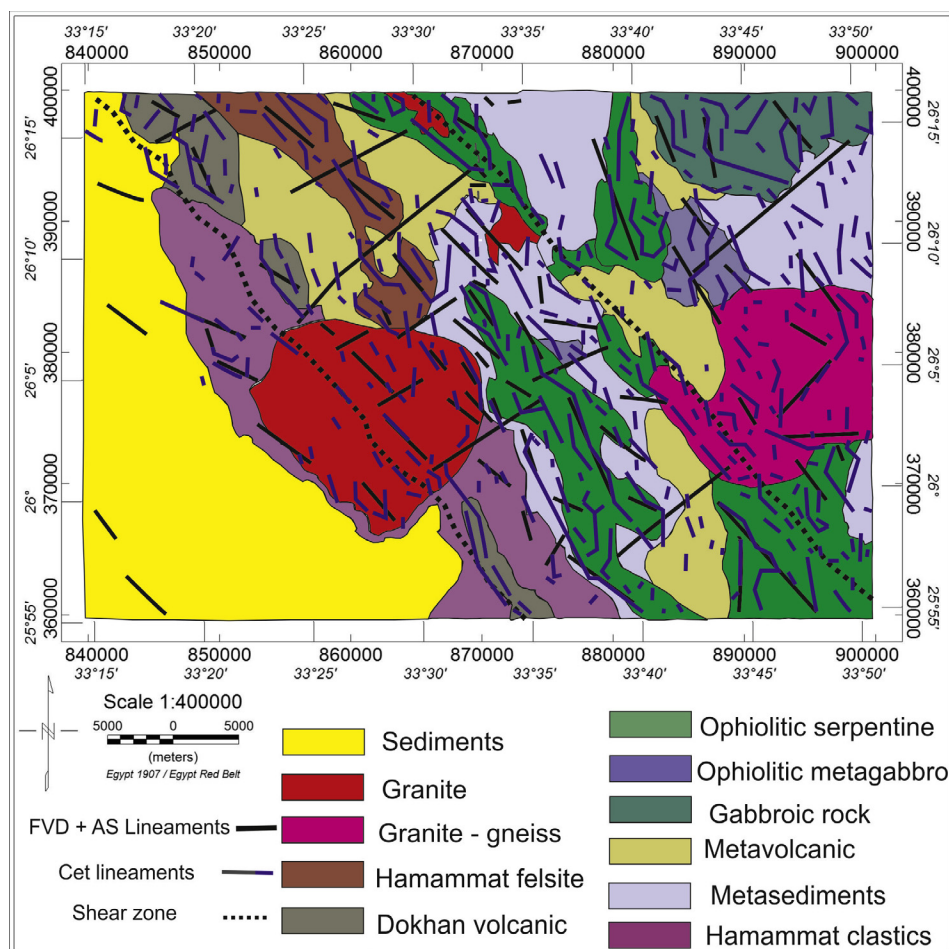 33°15' 33°20' 33°25' 33°30' 33°35' 33°40' 33°50'
840000 850000 860000 870000 880000 890000 900000
400000 26°15' 390000 26°10' 380000 26°5' 370000 26° 360000 25°55'
400000 26°15' 390000 26°10' 380000 26°5' 370000 26° 360000 25°55'
840000 850000 860000 870000 880000 890000 900000
33°15' 33°20' 33°25' 33°30' 33°35' 33°40' 33°45' 33°50'
N
Scale 1:400000
5000 0 5000
(meters)
Egypt 1907 / Egypt Red Belt
FVD + AS Lineaments
Cet lineaments
Shear zone
Sediments
Granite
Granite - gneiss
Hamammat felsite
Dokhan volcanic
Ophiolitic serpentine
Ophiolitic metagabbro
Gabbroic rock
Metavolcanic
Metasediments
Hamammat clastics